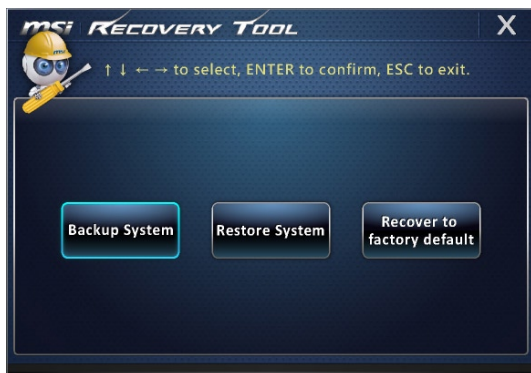 msi RECOVERY TOOL X
↑ ↓ ← → to select, ENTER to confirm, ESC to exit.
Backup System
Restore System
Recover to
factory default